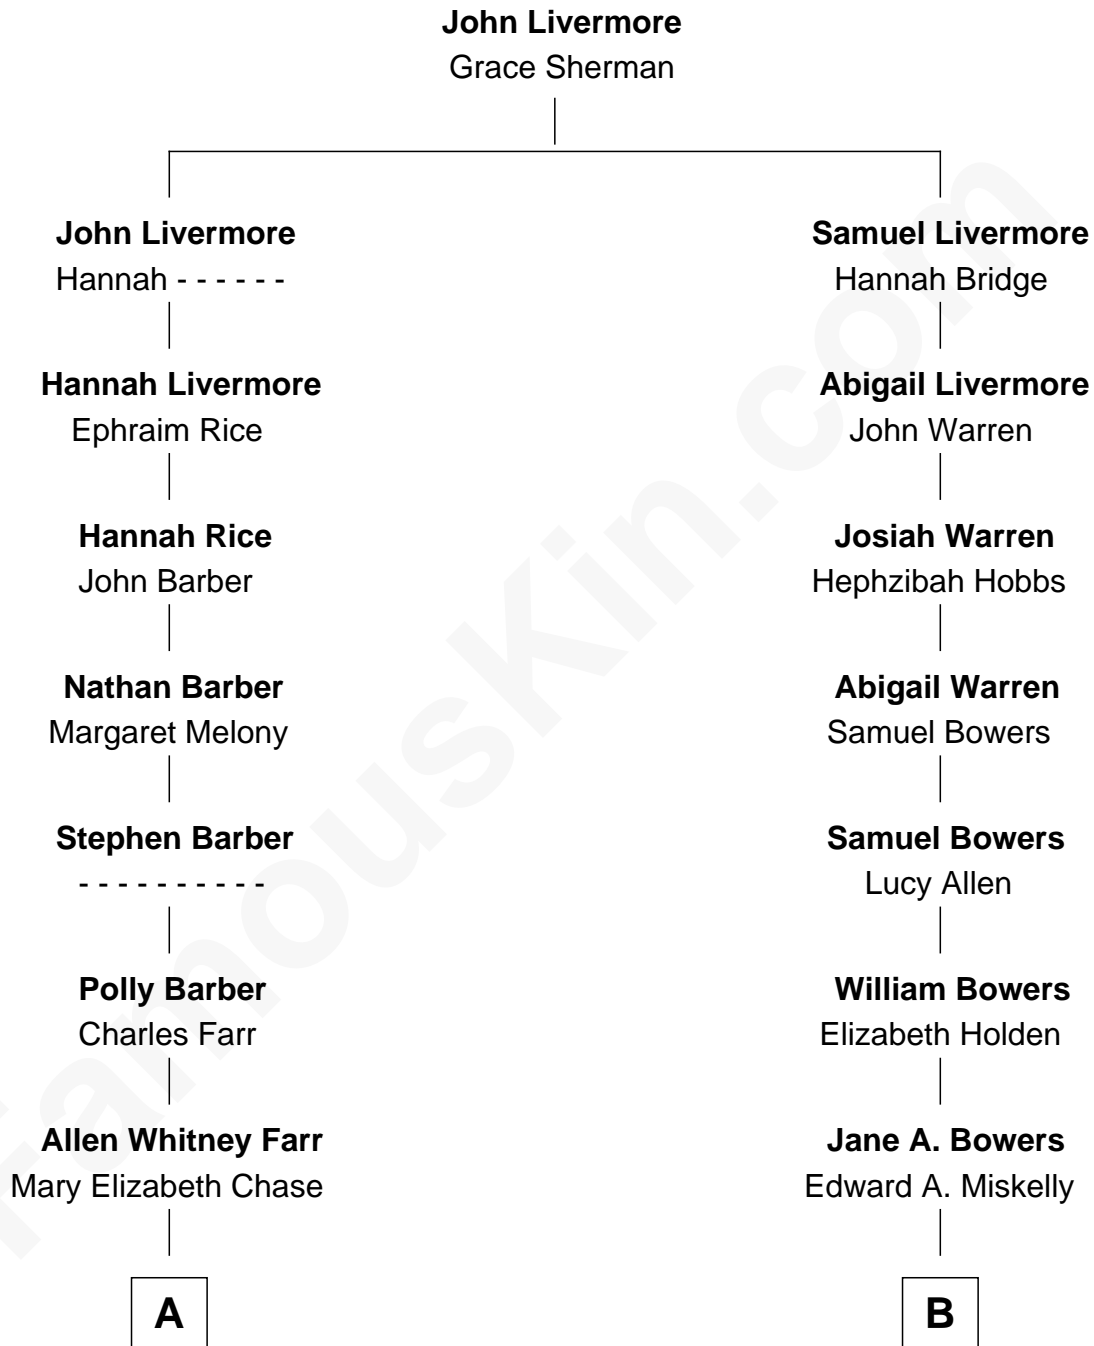 John Livermore
Grace Sherman
John Livermore
Hannah - - - - - -
Samuel Livermore
Hannah Bridge
Hannah Livermore
Ephraim Rice
Abigail Livermore
John Warren
Hannah Rice
John Barber
Josiah Warren
Hephzibah Hobbs
Nathan Barber
Margaret Melony
Abigail Warren
Samuel Bowers
Stephen Barber
- - - - - - - - - -
Samuel Bowers
Lucy Allen
Polly Barber
Charles Farr
William Bowers
Elizabeth Holden
Allen Whitney Farr
Mary Elizabeth Chase
Jane A. Bowers
Edward A. Miskelly
A
B
FamousKin.com